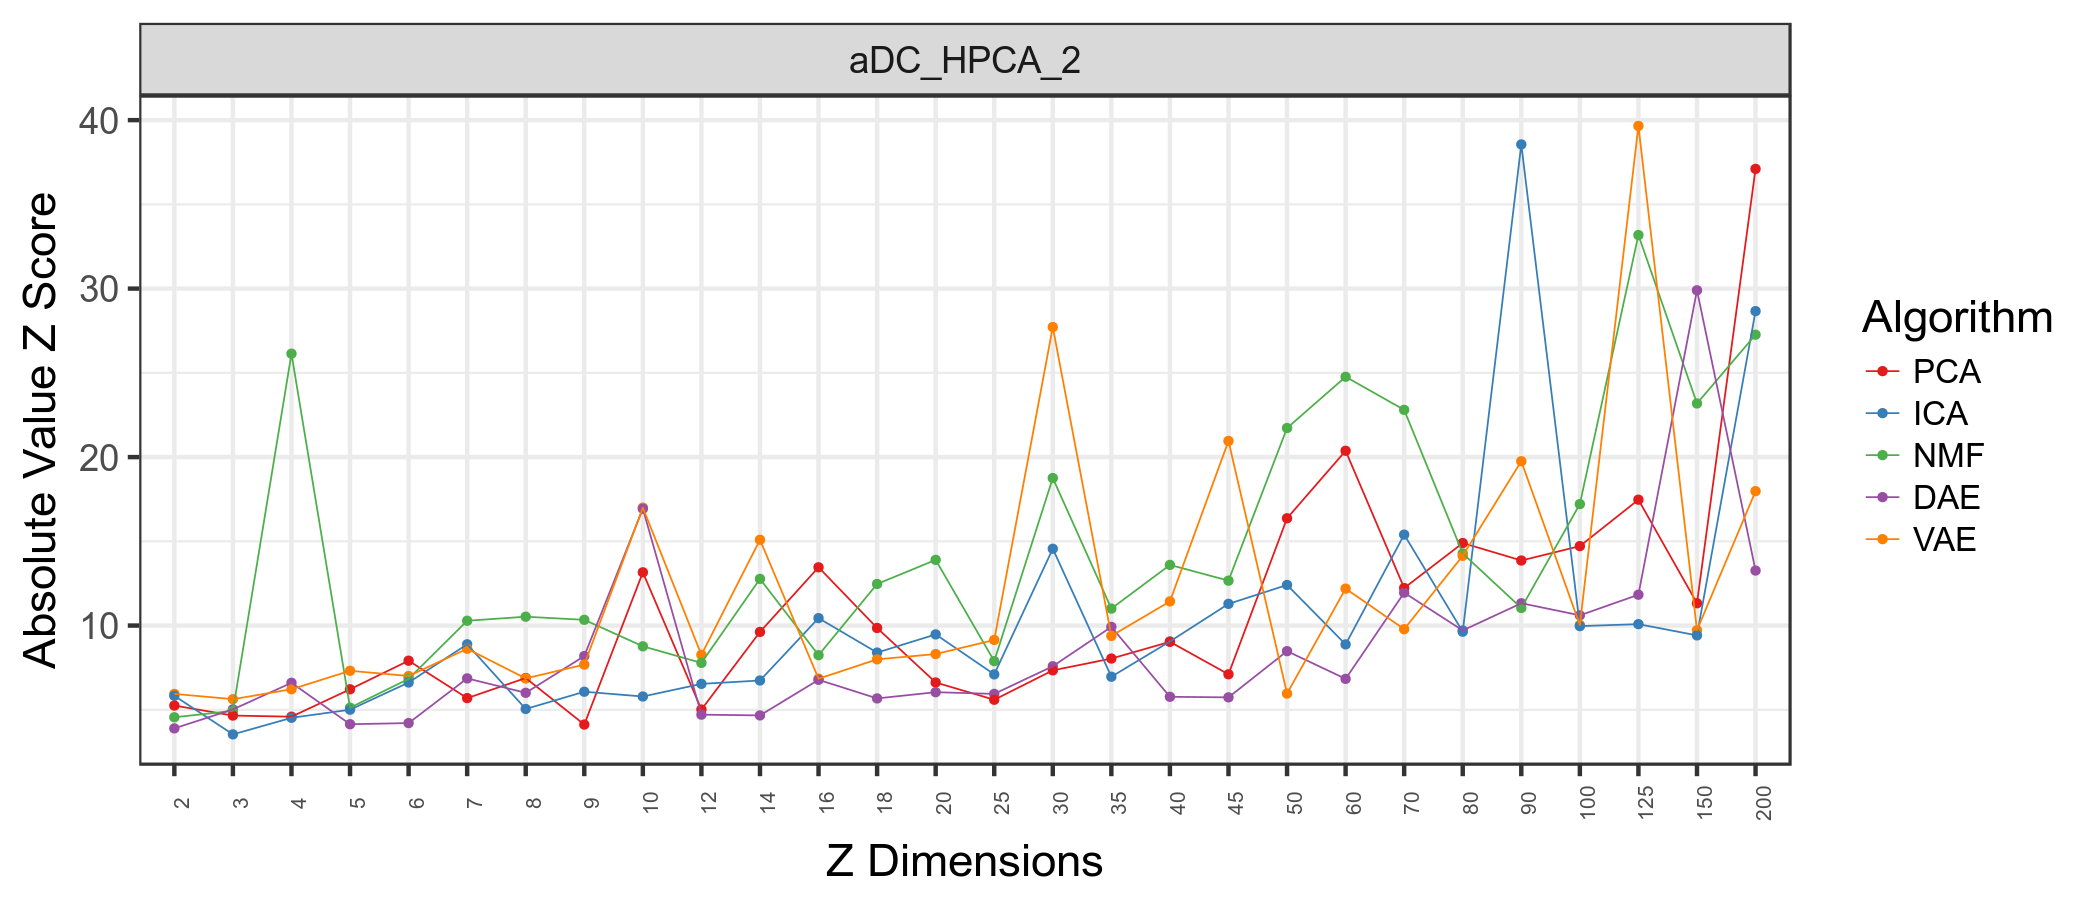 aDC_HPCA_2
Absolute Value Z Score
40
30
20
10
2 3 4 5 6 7 8 9 10 12 14 16 18 20 25 30 35 40 45 50 60 70 80 90 100 125 150 200
Z Dimensions
Algorithm
PCA
ICA
NMF
DAE
VAE